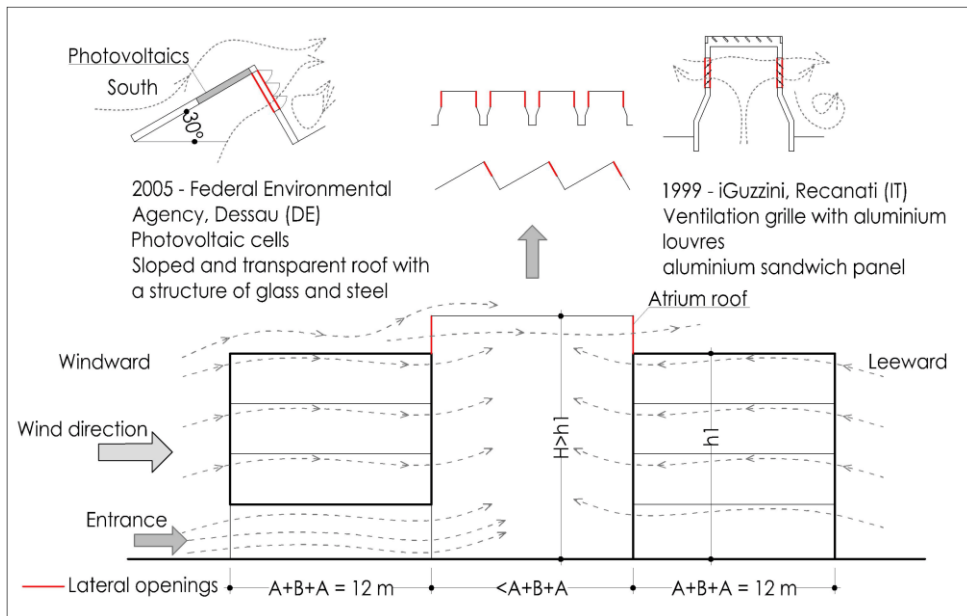 Photovoltaics
South
30°
2005 - Federal Environmental
Agency, Dessau (DE)
Photovoltaic cells
Sloped and transparent roof with
a structure of glass and steel
1999 - iGuzzini, Recanati (IT)
Ventilation grille with aluminium
louvres
aluminium sandwich panel
Atrium roof
Windward
Leeward
Wind direction
H>h1
h1
Entrance
Lateral openings
A+B+A = 12 m
<A+B+A
A+B+A = 12 m